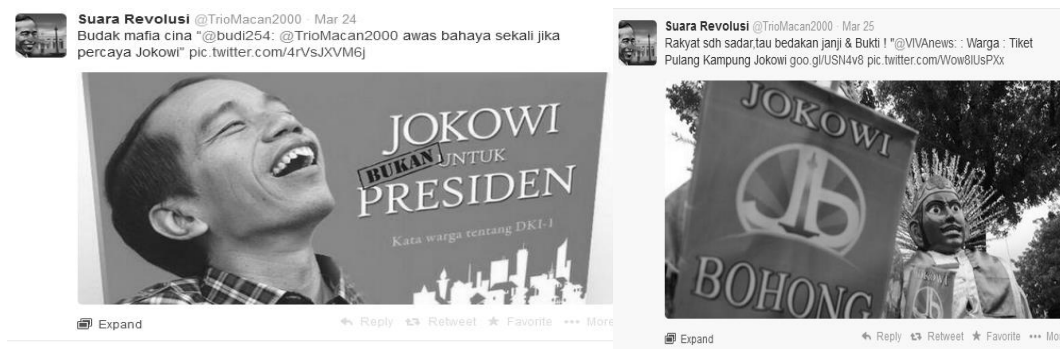 Suara Revolusi @TrioMacan2000 · Mar 24
Budak mafia cina "@budi254: @TrioMacan2000 awas bahaya sekali jika
percaya Jokowi" pic.twitter.com/4rVsJXVM6j
JOKOWI
BUKAN UNTUK
PRESIDEN
Kata warga tentang DKI-1
Expand
Reply Retweet Favorite More
Suara Revolusi @TrioMacan2000 · Mar 25
Rakyat sdh sadar,tau bedakan janji & Bukti ! "@VIVAnews: : Warga : Tiket
Pulang Kampung Jokowi goo.gl/USN4v8 pic.twitter.com/Wow8lUsPXx
JOKOWI
Jb
BOHONG
JOKOWI
Expand
Reply Retweet Favorite Mo